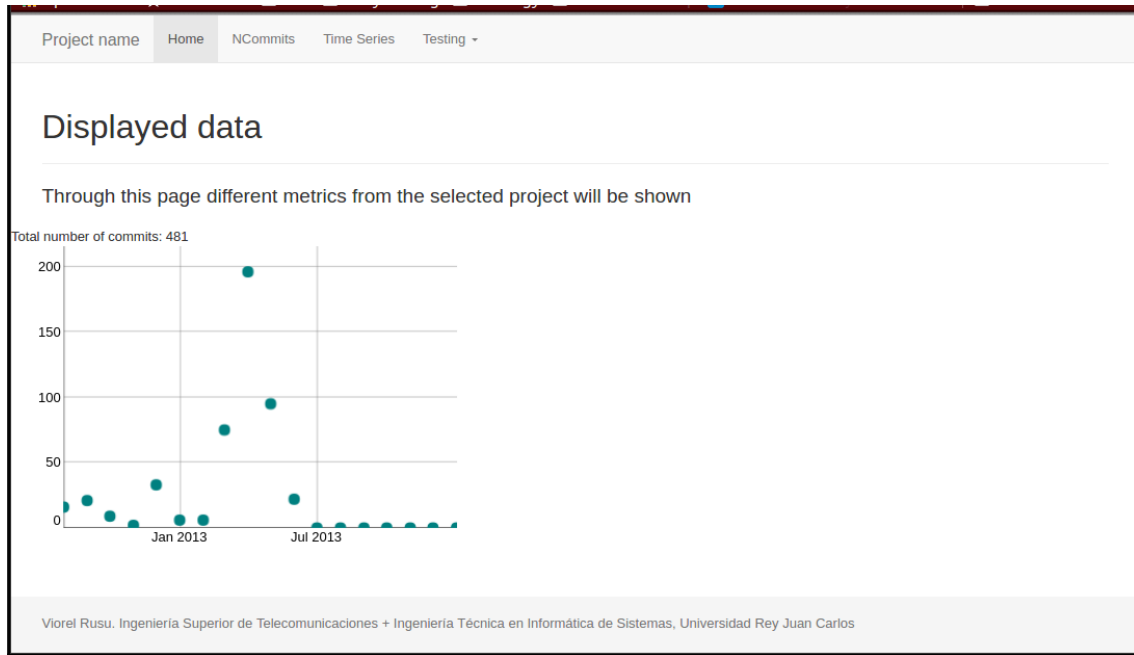 Project name Home NCommits Time Series Testing
Displayed data
Through this page different metrics from the selected project will be shown
Total number of commits: 481
200
150
100
50
0
Jan 2013 Jul 2013
Viorel Rusu. Ingeniería Superior de Telecomunicaciones + Ingeniería Técnica en Informática de Sistemas, Universidad Rey Juan Carlos